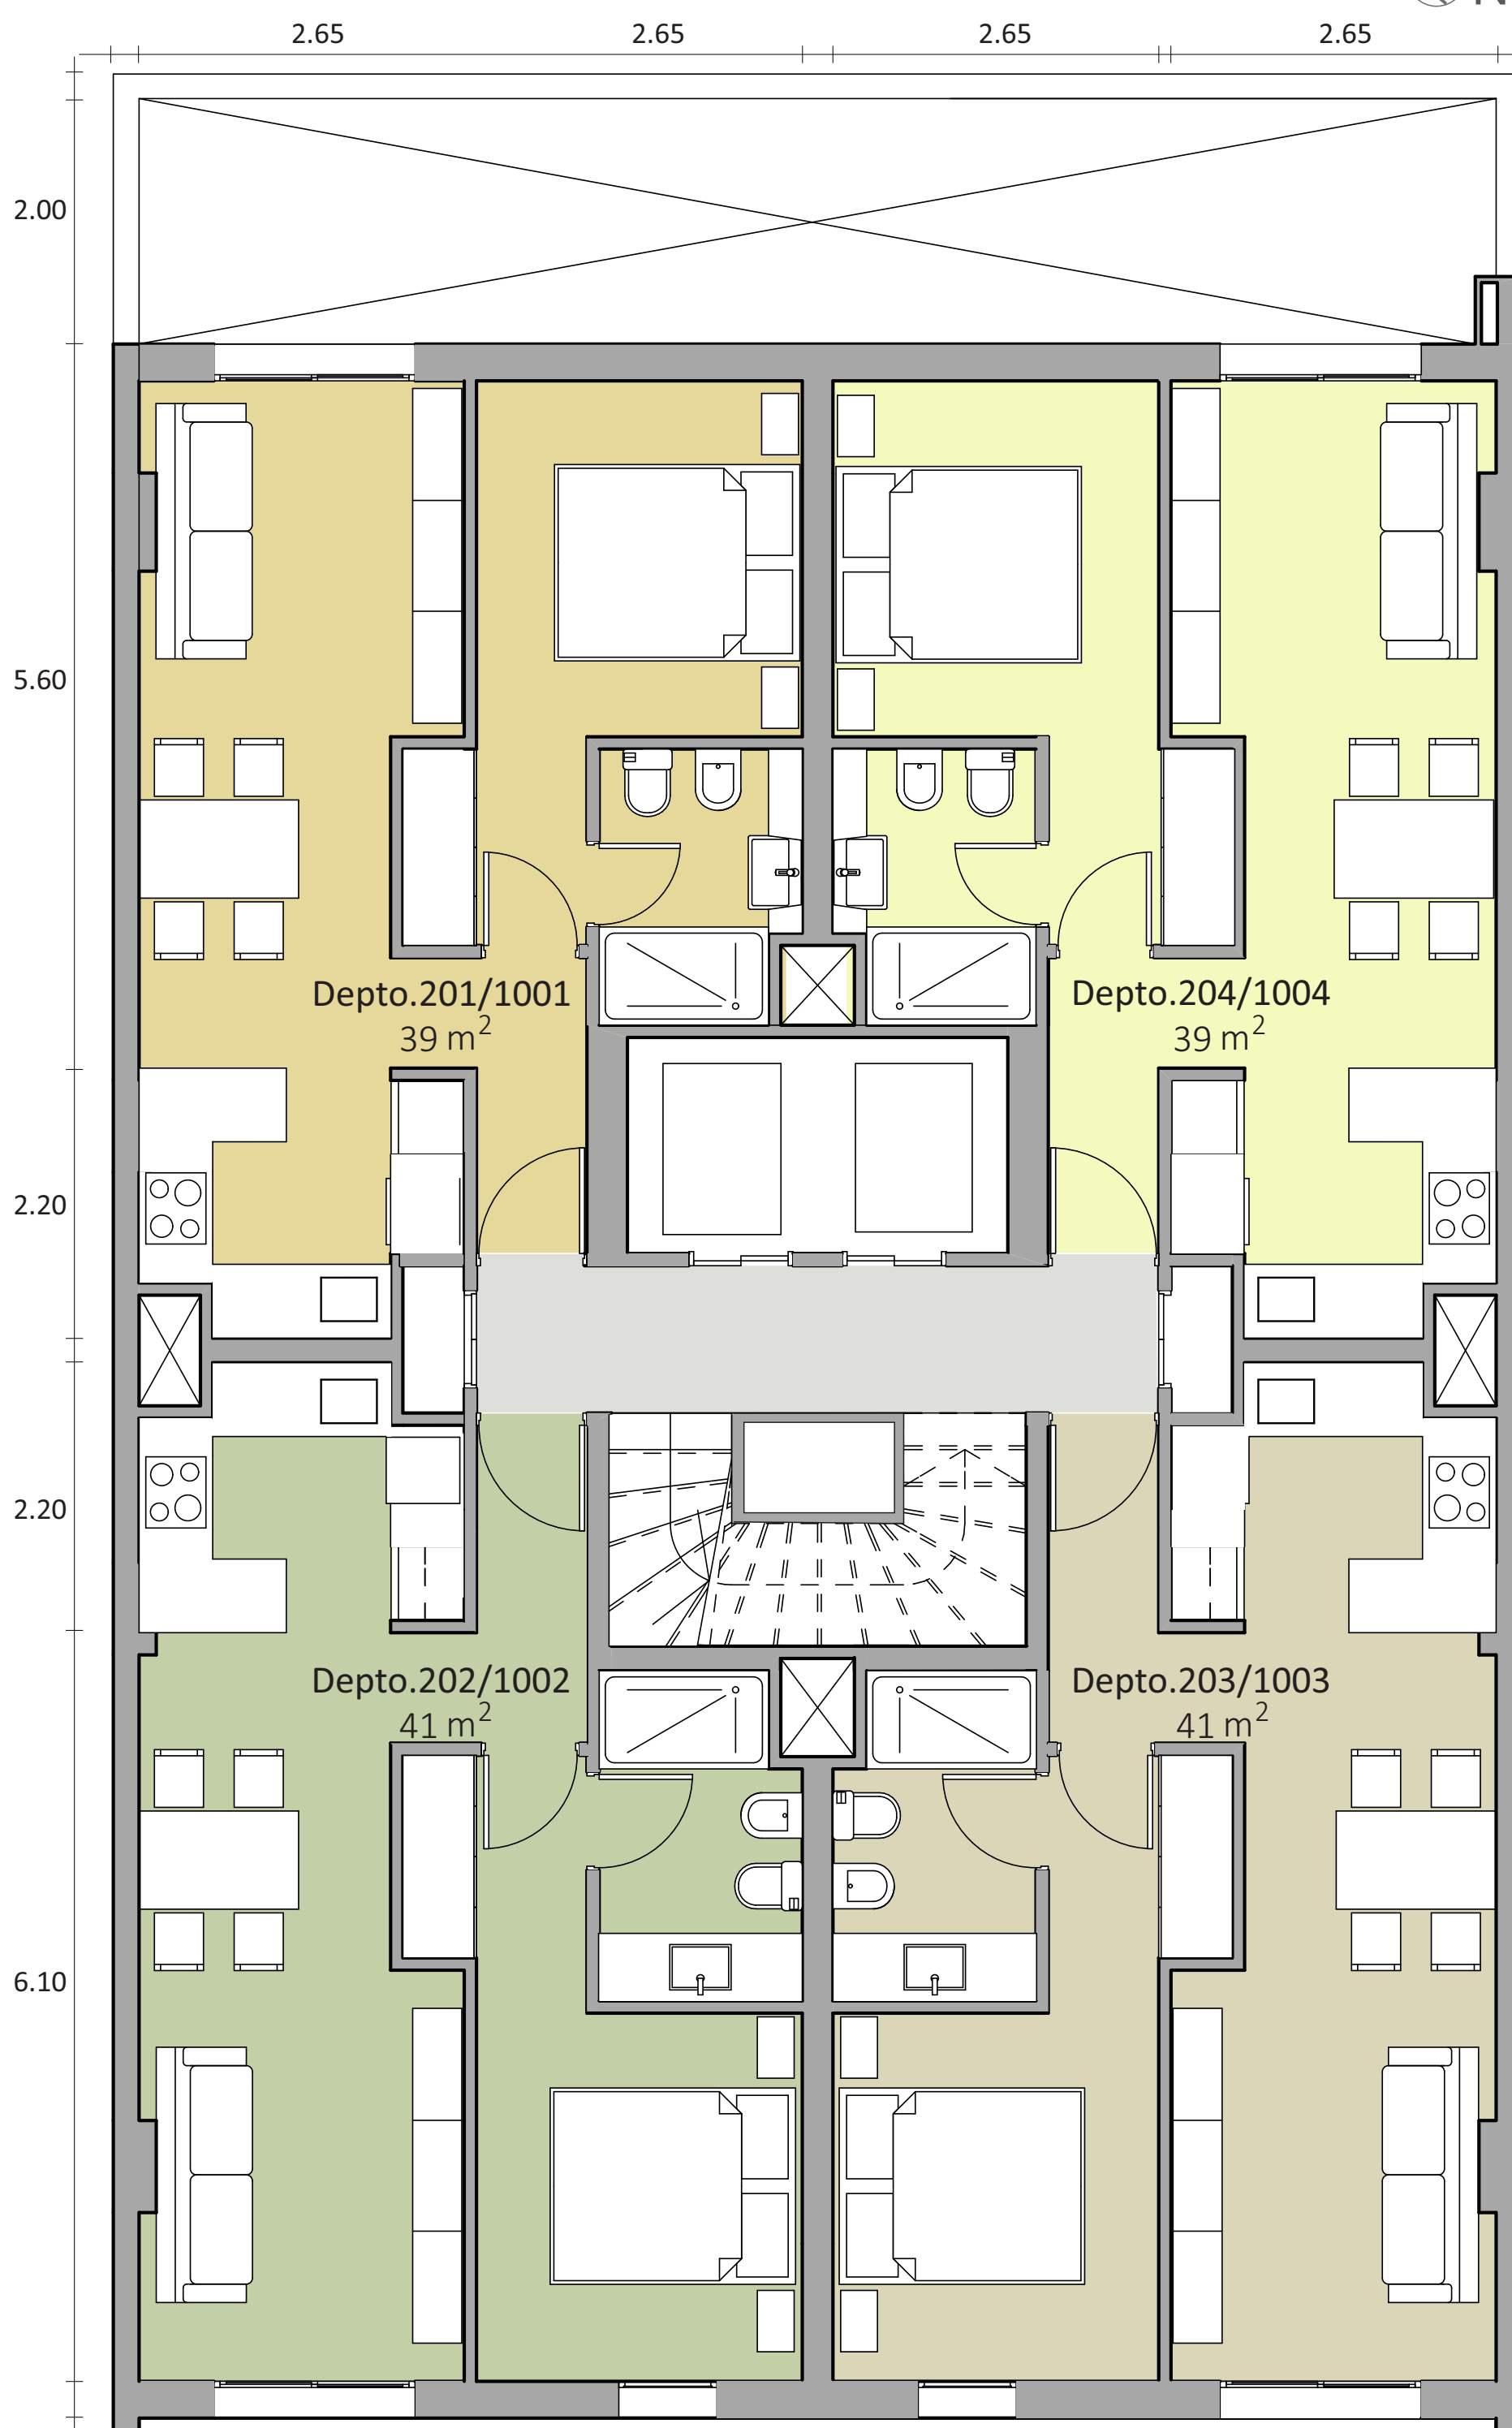 N
2.65 2.65 2.65 2.65
2.00
5.60
Depto.201/1001
39 m²
Depto.204/1004
39 m²
2.20
2.20
Depto.202/1002
41 m²
Depto.203/1003
41 m²
6.10